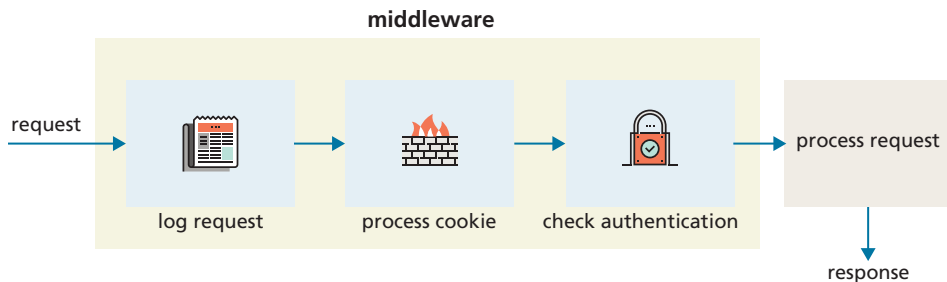 middleware
request
log request
process cookie
check authentication
process request
response